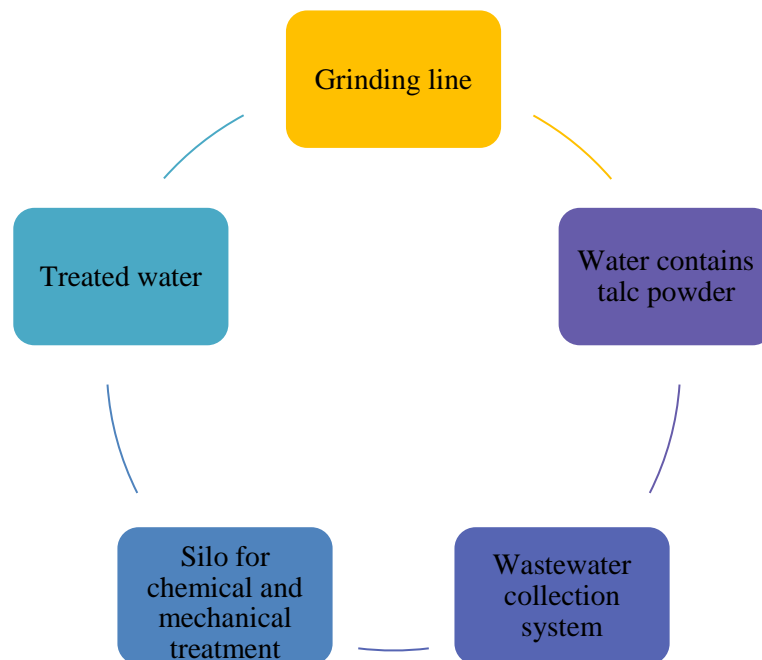 Grinding line
Water contains
talc powder
Wastewater
collection
system
Silo for
chemical and
mechanical
treatment
Treated water